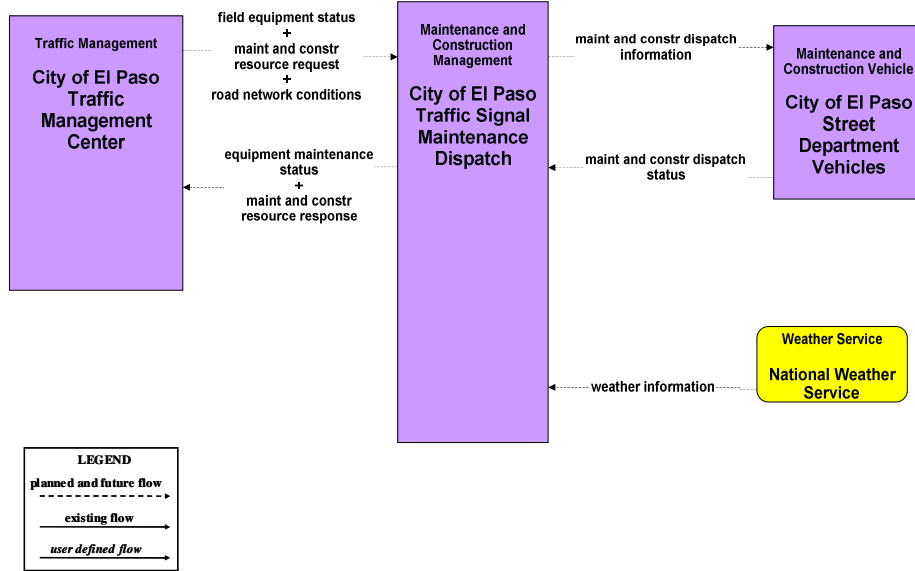 Traffic Management
City of El Paso
Traffic
Management
Center
field equipment status
+
maint and constr
resource request
+
road network conditions
equipment maintenance
status
+
maint and constr
resource response
Maintenance and
Construction
Management
City of El Paso
Traffic Signal
Maintenance
Dispatch
maint and constr dispatch
information
maint and constr dispatch
status
Maintenance and
Construction Vehicle
City of El Paso
Street
Department
Vehicles
weather information
Weather Service
National Weather
Service
LEGEND
planned and future flow
existing flow
user defined flow